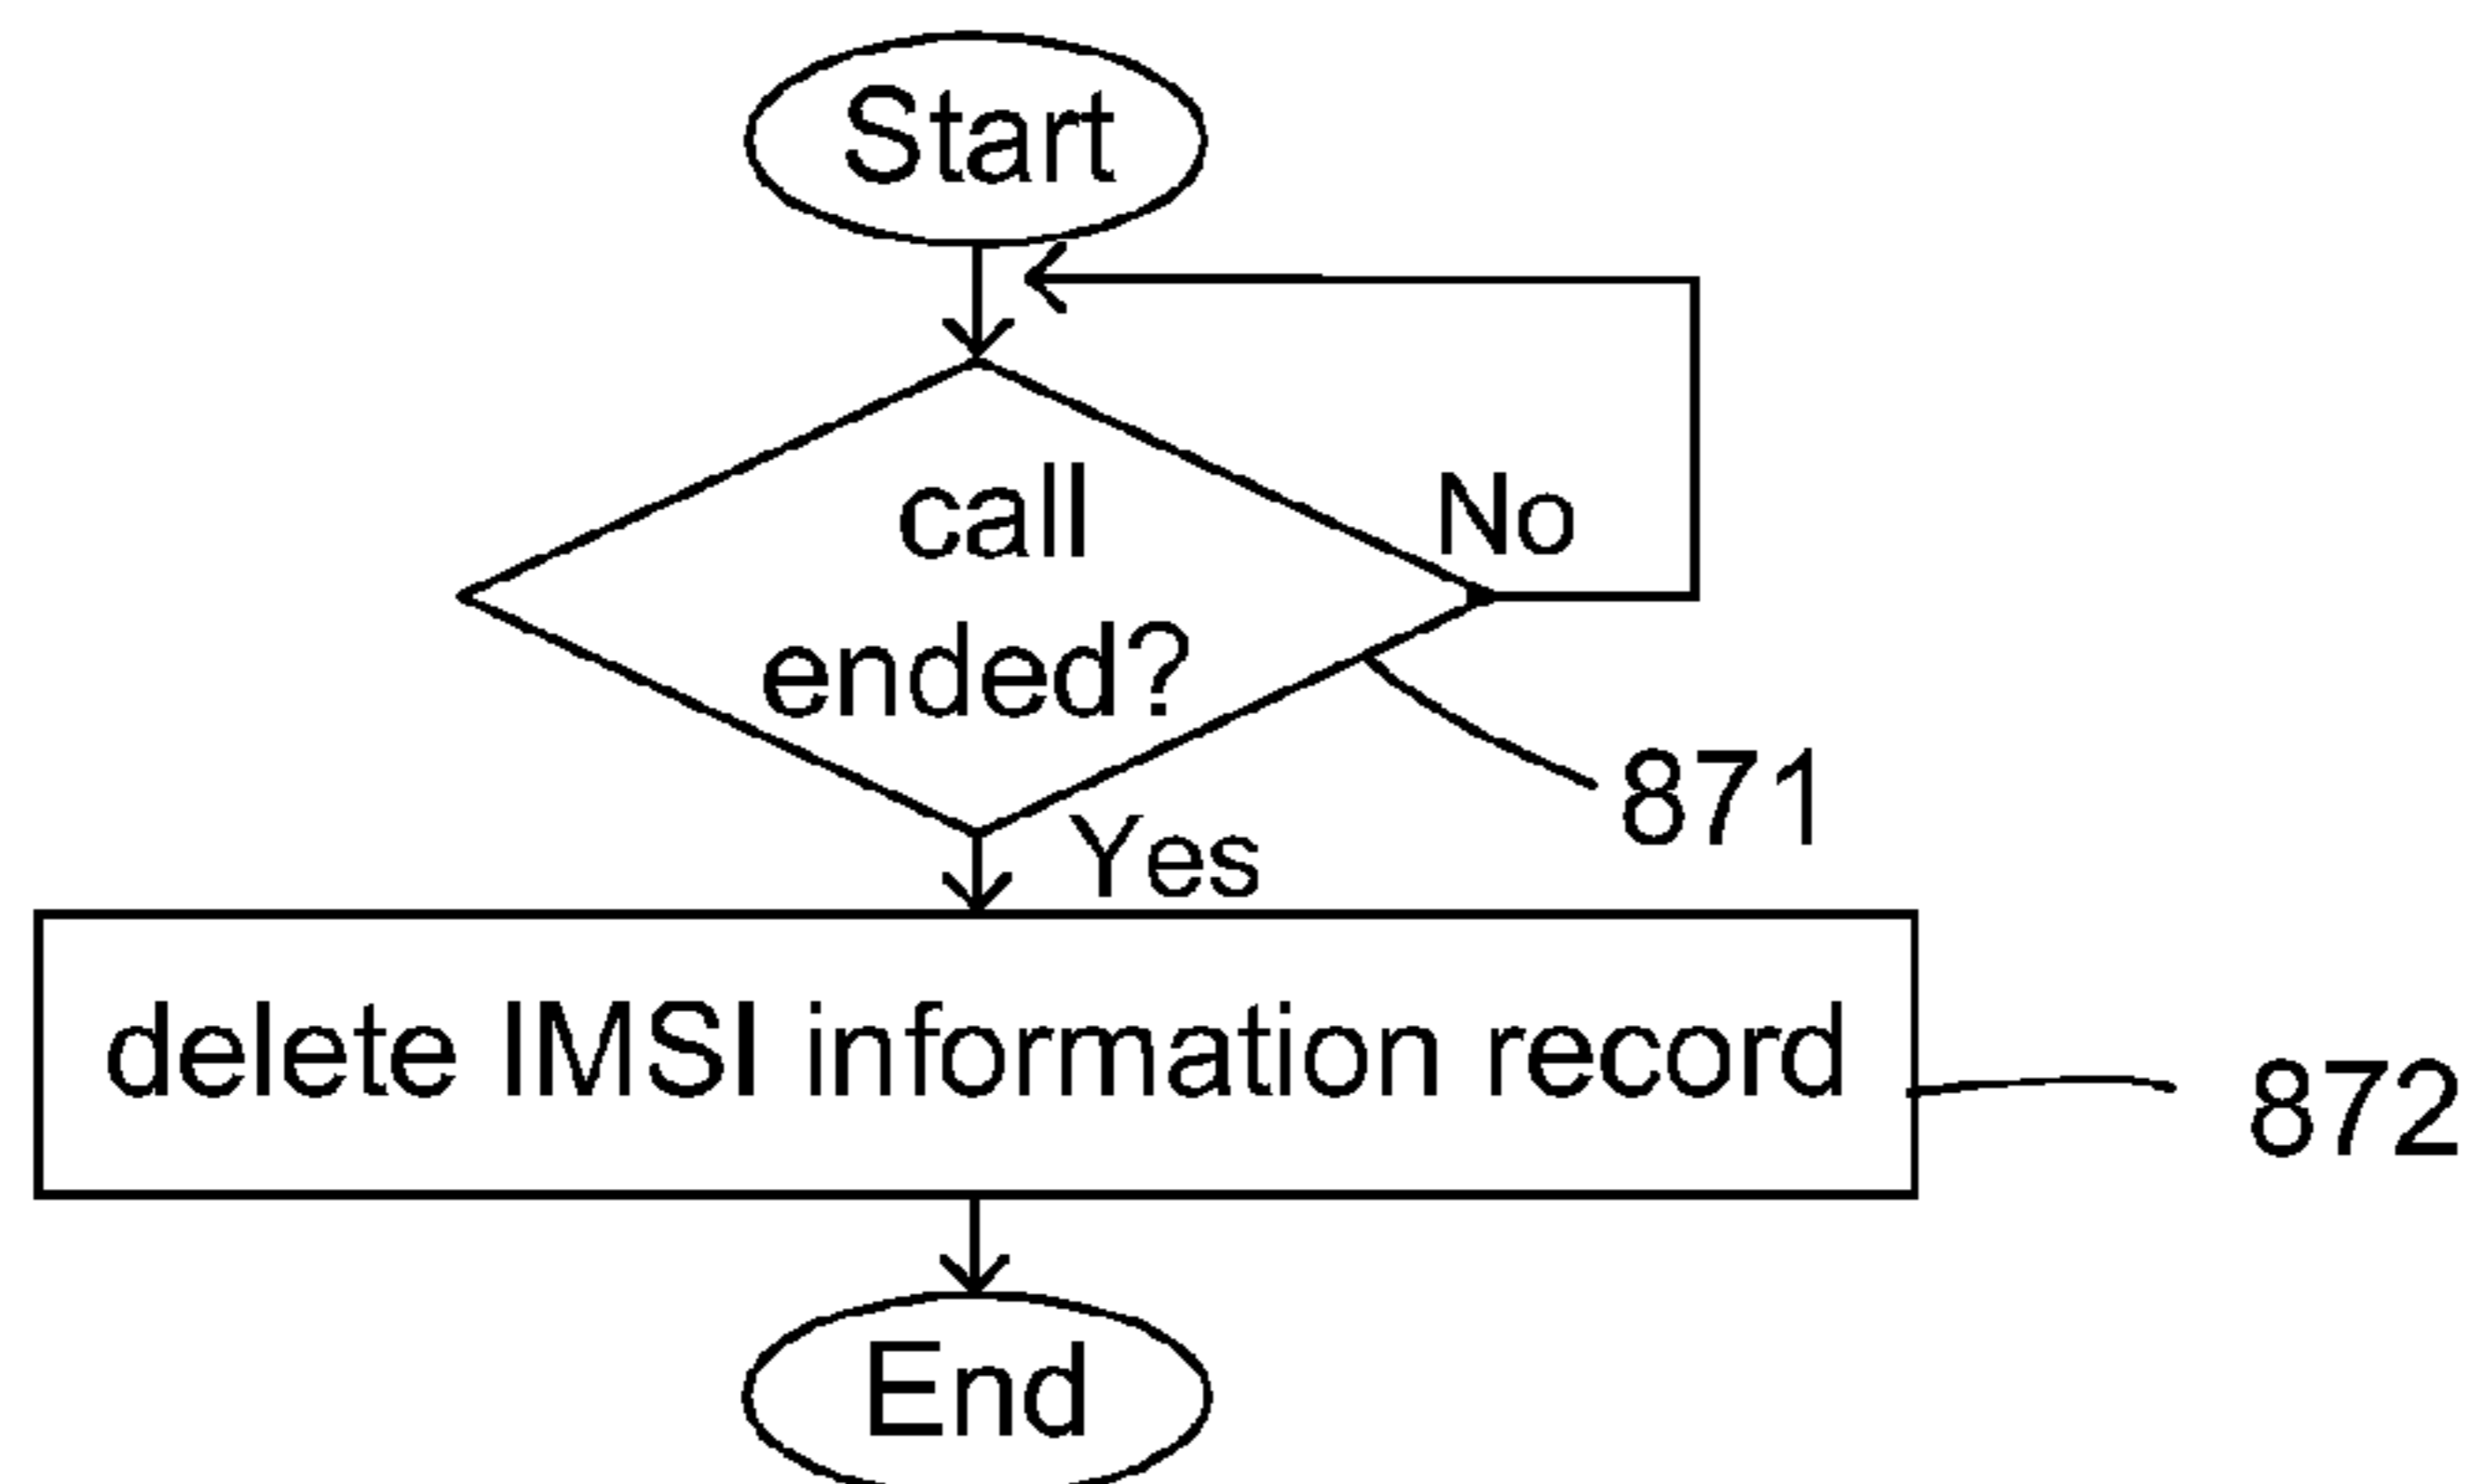 Start
call
ended?
No
871
Yes
delete IMSI information record
872
End